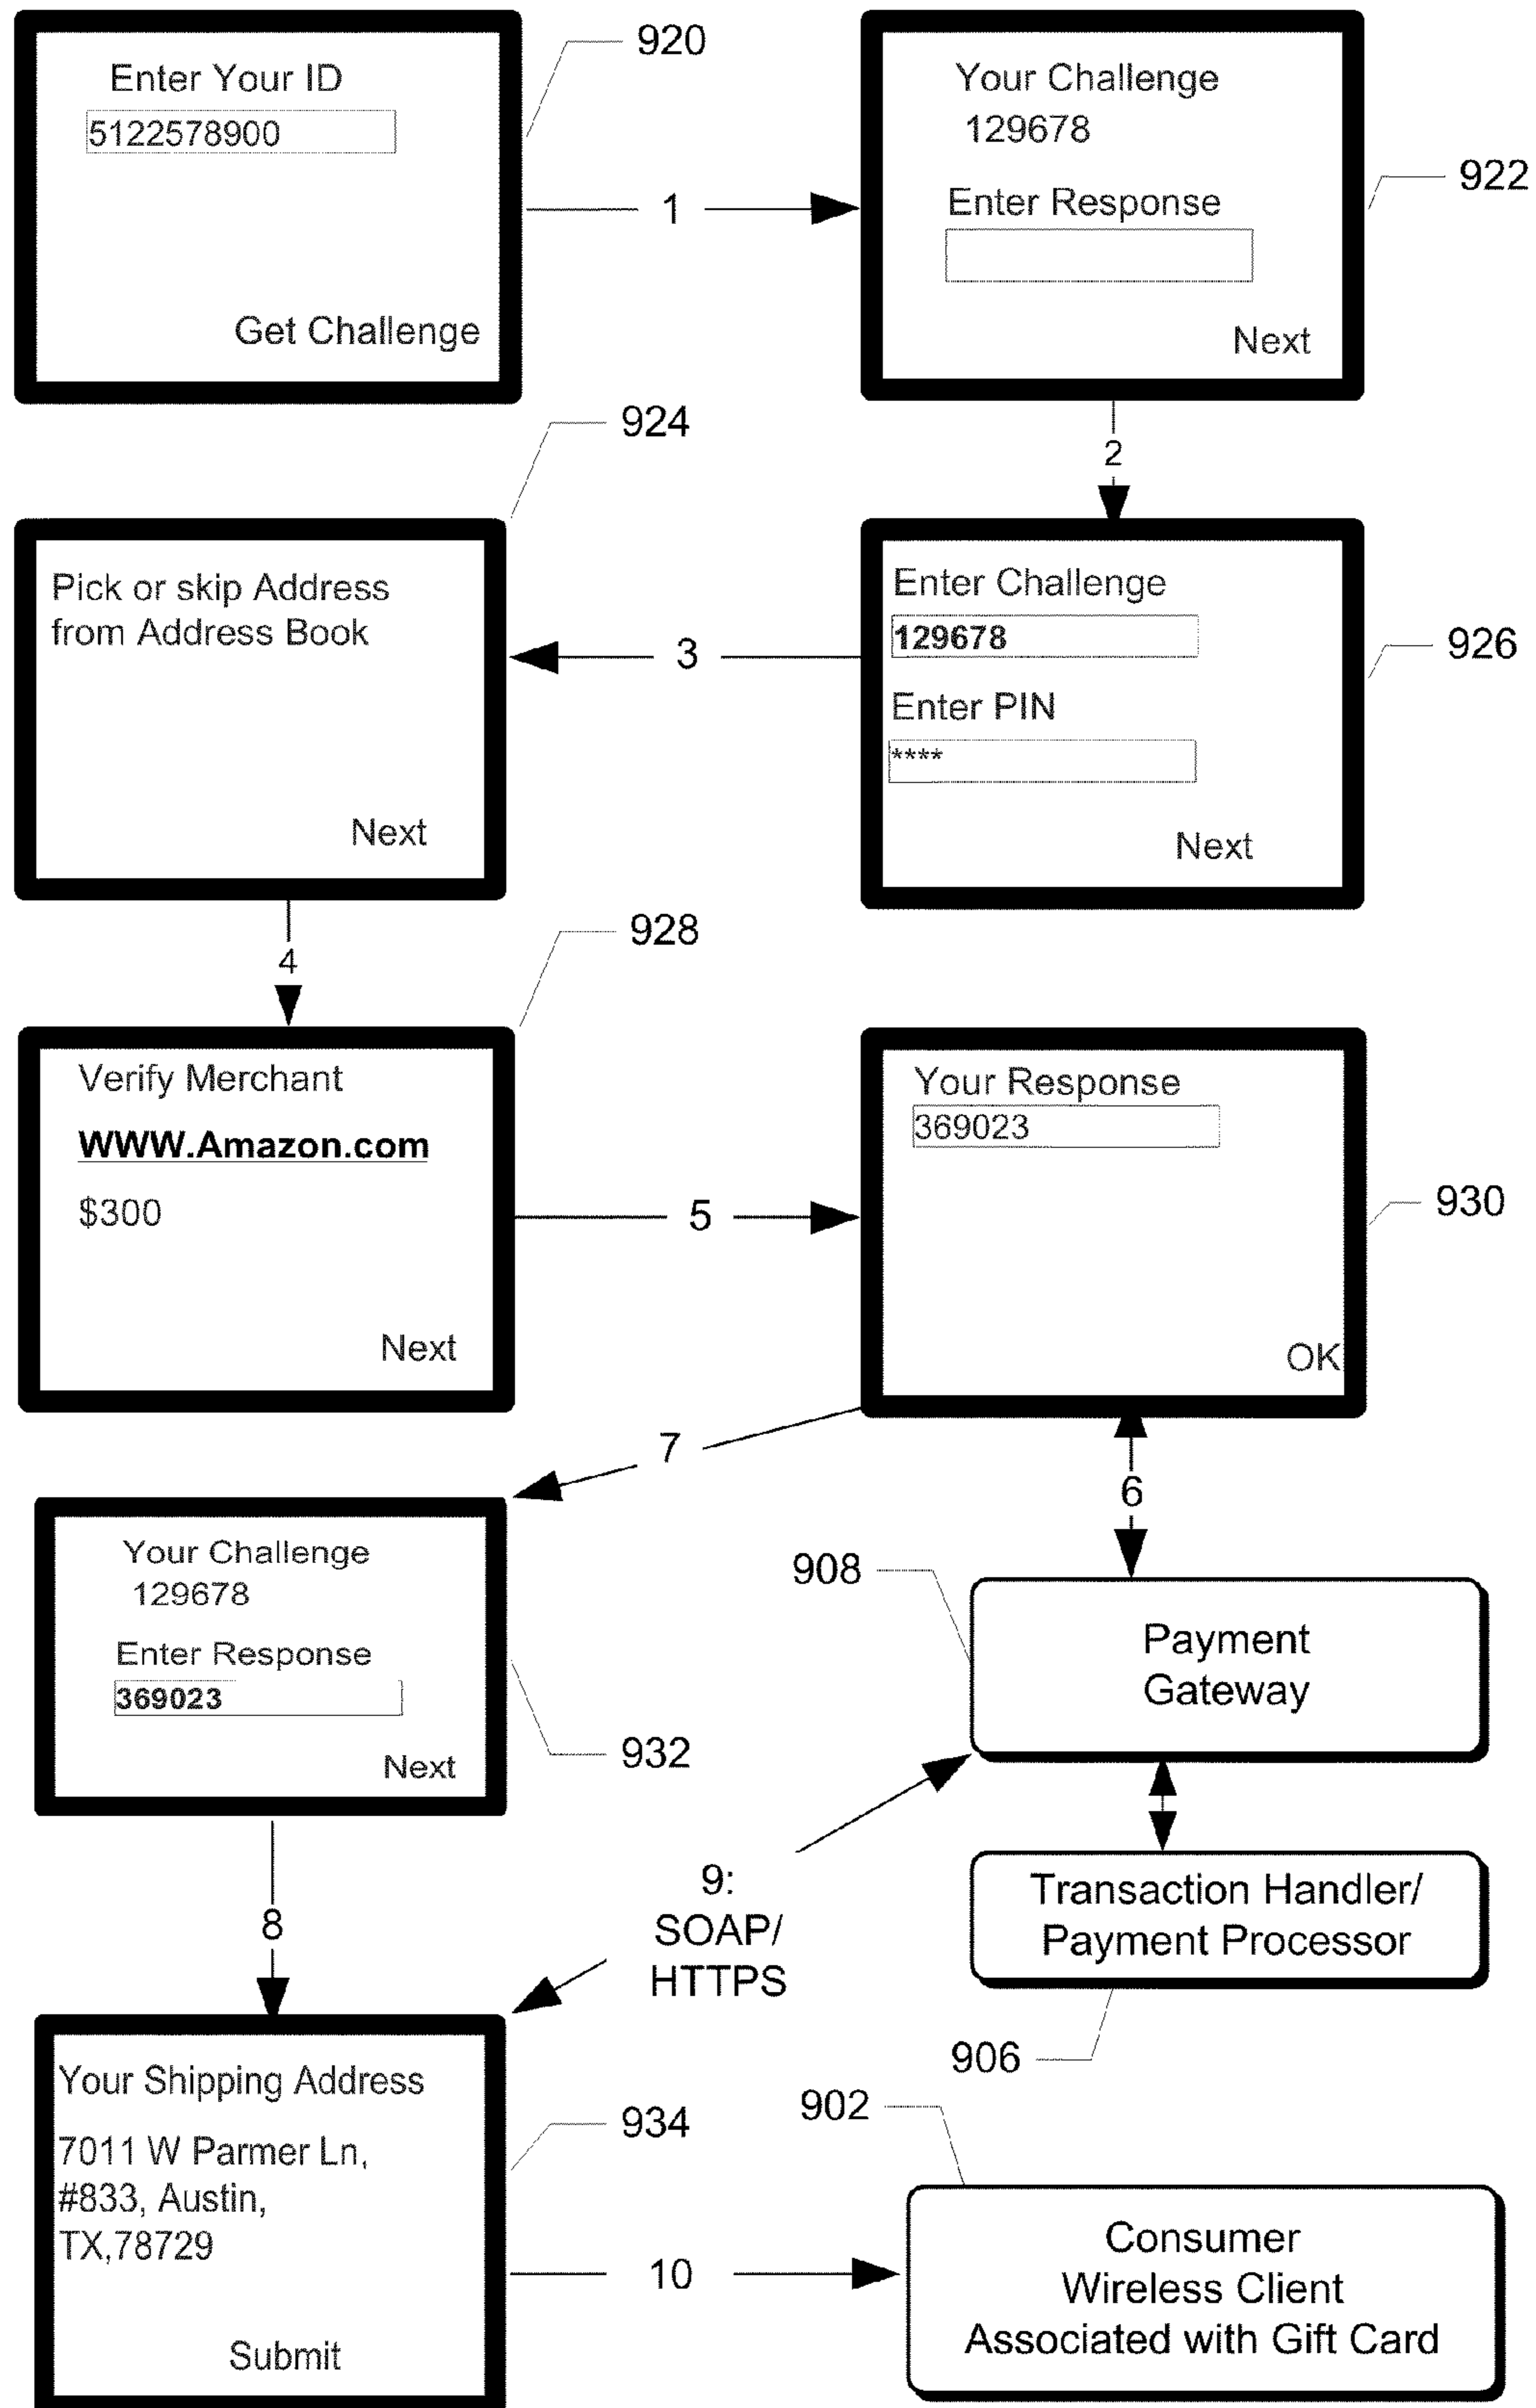 Enter Your ID
5122578900
Get Challenge
920
Your Challenge
129678
Enter Response
Next
922
1
2
924
Pick or skip Address
from Address Book
Next
3
Enter Challenge
129678
Enter PIN
****
Next
926
4
928
Verify Merchant
WWW.Amazon.com
$300
Next
5
Your Response
369023
OK
930
7
6
Your Challenge
129678
Enter Response
369023
Next
932
908
Payment
Gateway
8
9:
SOAP/
HTTPS
Transaction Handler/
Payment Processor
906
Your Shipping Address
7011 W Parmer Ln,
#833, Austin,
TX,78729
Submit
934
10
902
Consumer
Wireless Client
Associated with Gift Card